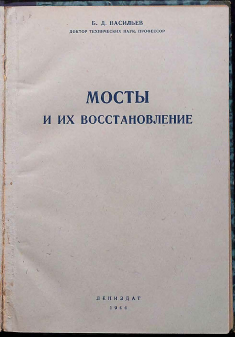 Б. Д. ВАСИЛЬЕВ
ДОКТОР ТЕХНИЧЕСКИХ НАУК, ПРОФЕССОР
МОСТЫ
И ИХ ВОССТАНОВЛЕНИЕ
ЛЕНИЗДАТ